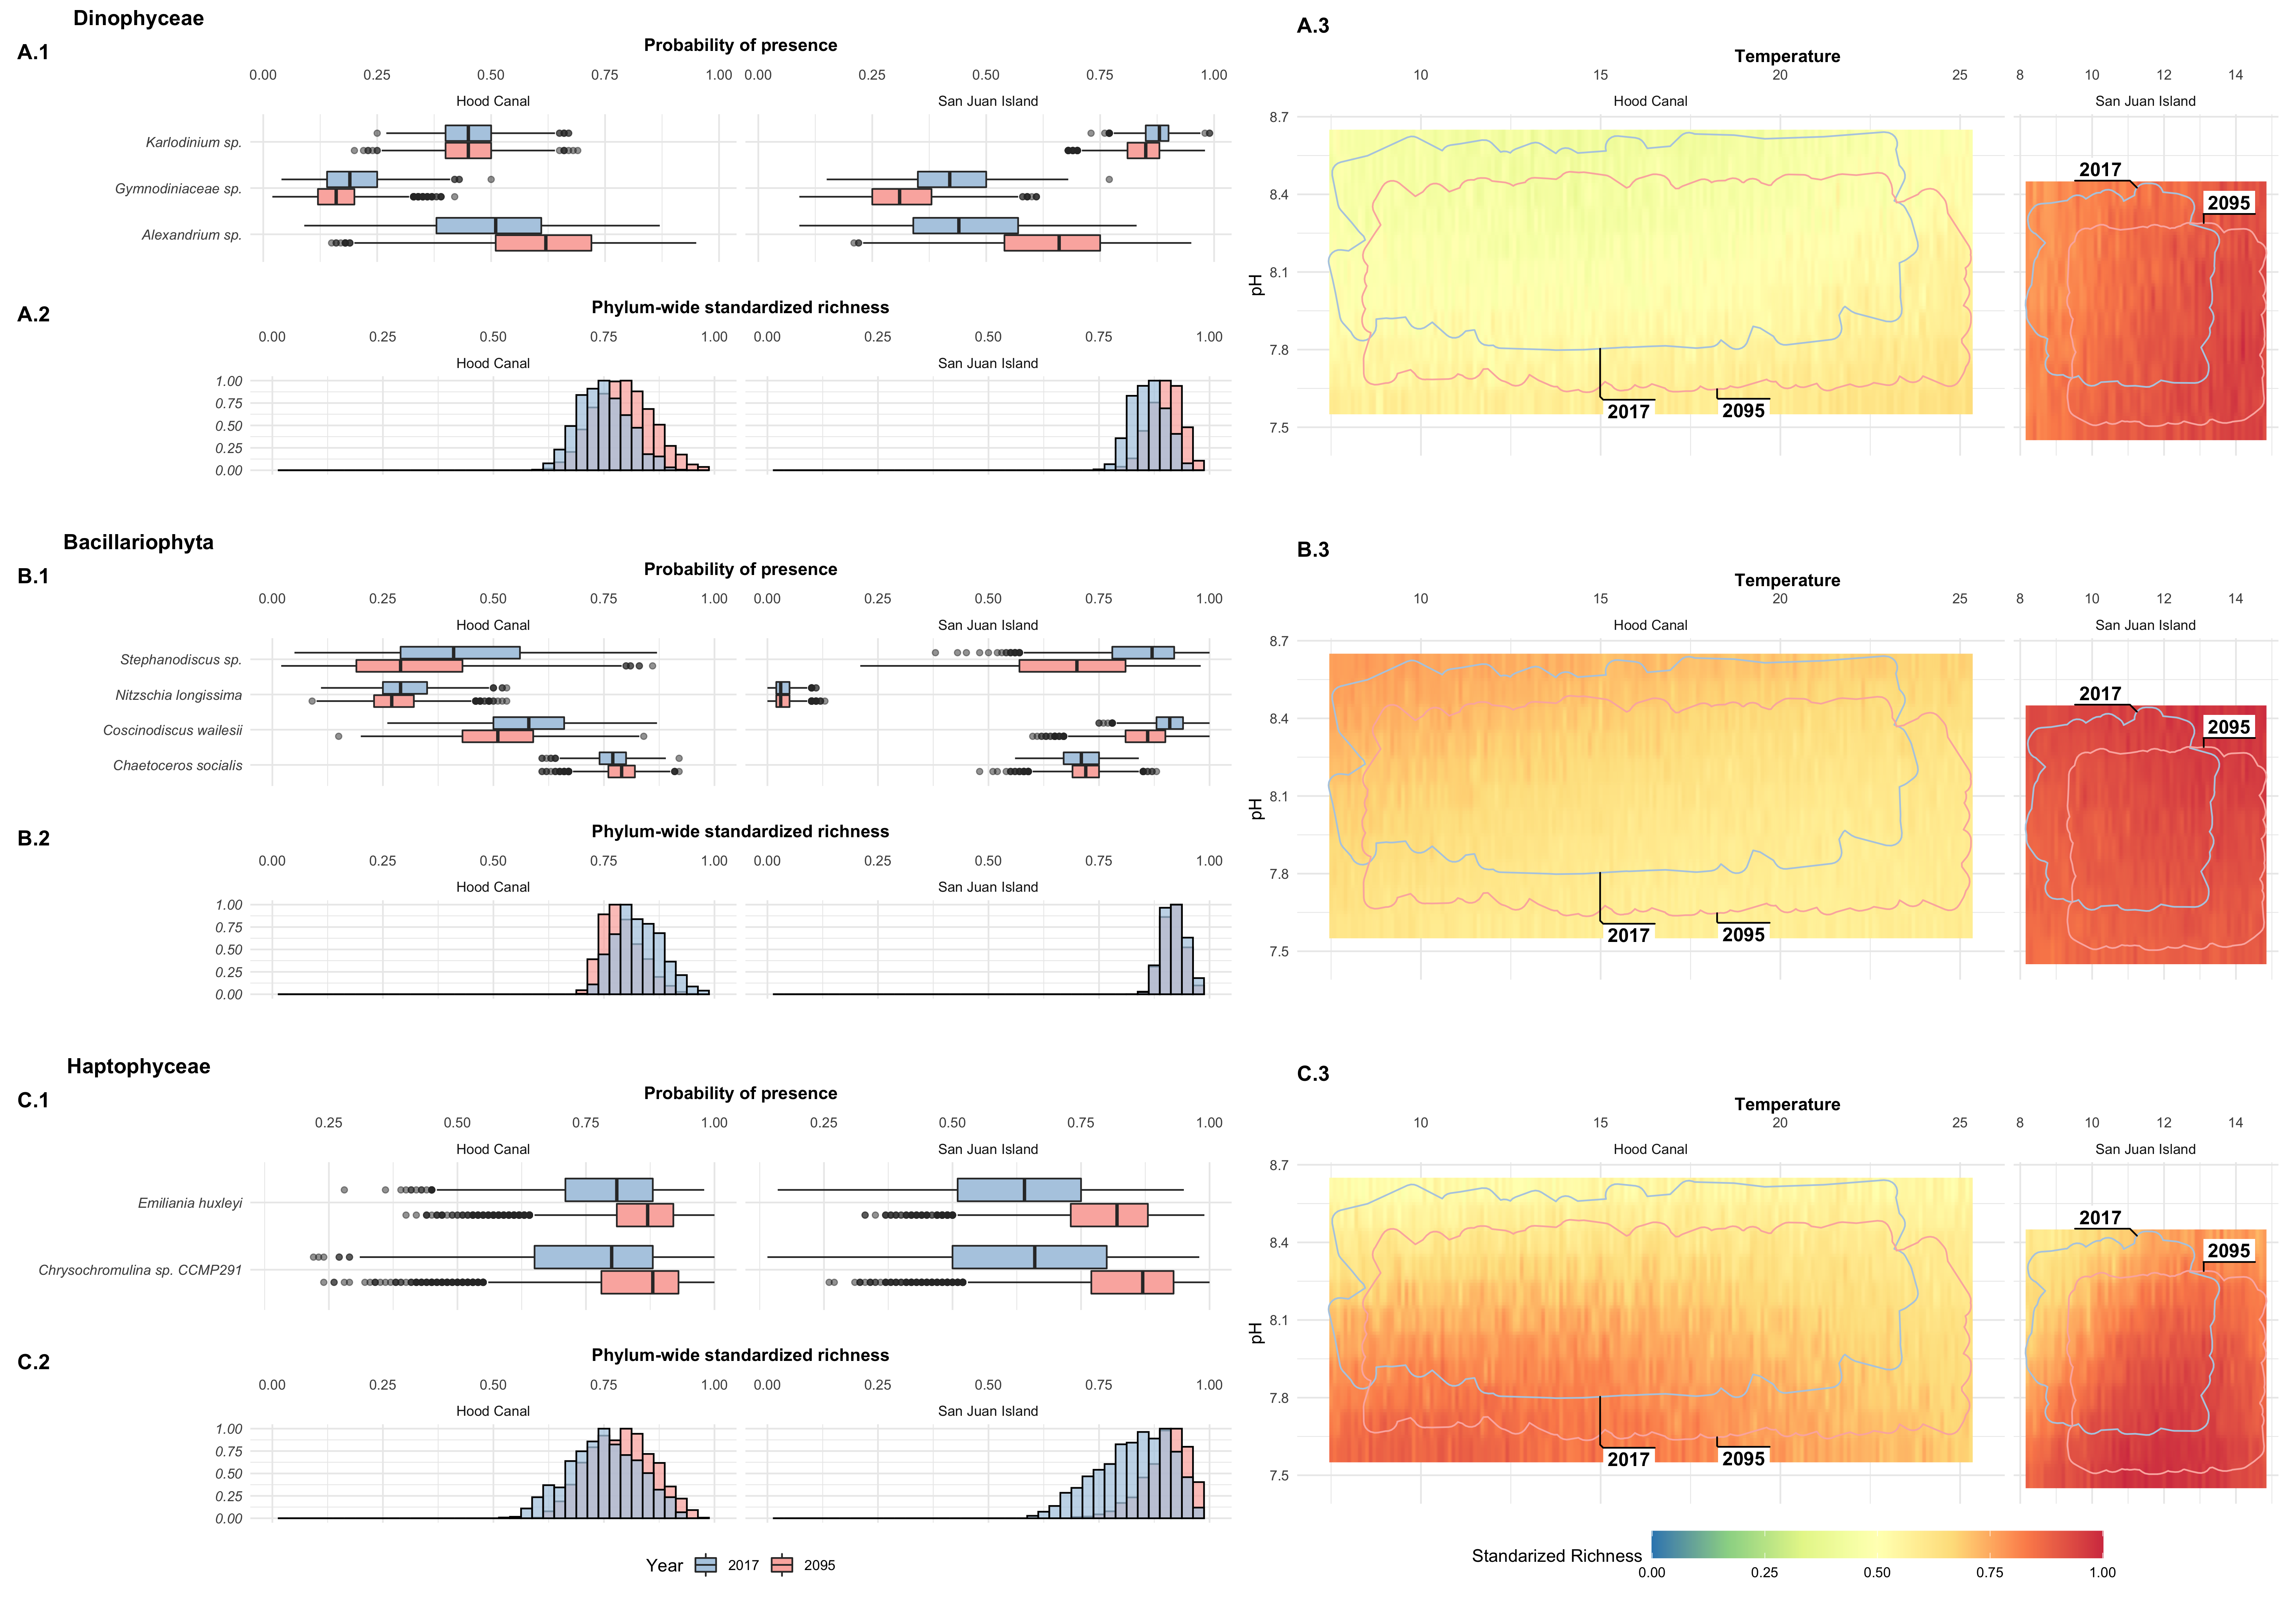 Dinophyceae
A.1
Probability of presence
0.00 0.25 0.50 0.75 1.00 0.00 0.25 0.50 0.75 1.00
Hood Canal San Juan Island
Karlodinium sp.
Gymnodiniaceae sp.
Alexandrium sp.
A.2
Phylum-wide standardized richness
0.00 0.25 0.50 0.75 1.00 0.00 0.25 0.50 0.75 1.00
Hood Canal San Juan Island
1.00
0.75
0.50
0.25
0.00
A.3
Temperature
10 15 20 25 8 10 12 14
Hood Canal San Juan Island
8.7
8.4
8.1
7.8
7.5
pH
2017
2095
2017
2095
Bacillariophyta
B.1
Probability of presence
0.00 0.25 0.50 0.75 1.00 0.00 0.25 0.50 0.75 1.00
Hood Canal San Juan Island
Stephanodiscus sp.
Nitzschia longissima
Coscinodiscus wailesii
Chaetoceros socialis
B.2
Phylum-wide standardized richness
0.00 0.25 0.50 0.75 1.00 0.00 0.25 0.50 0.75 1.00
Hood Canal San Juan Island
1.00
0.75
0.50
0.25
0.00
B.3
Temperature
10 15 20 25 8 10 12 14
Hood Canal San Juan Island
8.7
8.4
8.1
7.8
7.5
pH
2017
2095
2017
2095
Haptophyceae
C.1
Probability of presence
0.25 0.50 0.75 1.00 0.25 0.50 0.75 1.00
Hood Canal San Juan Island
Emiliania huxleyi
Chrysochromulina sp. CCMP291
C.2
Phylum-wide standardized richness
0.00 0.25 0.50 0.75 1.00 0.00 0.25 0.50 0.75 1.00
Hood Canal San Juan Island
1.00
0.75
0.50
0.25
0.00
Year 2017 2095
C.3
Temperature
10 15 20 25 8 10 12 14
Hood Canal San Juan Island
8.7
8.4
8.1
7.8
7.5
pH
2017
2095
2017
2095
Standarized Richness
0.00 0.25 0.50 0.75 1.00